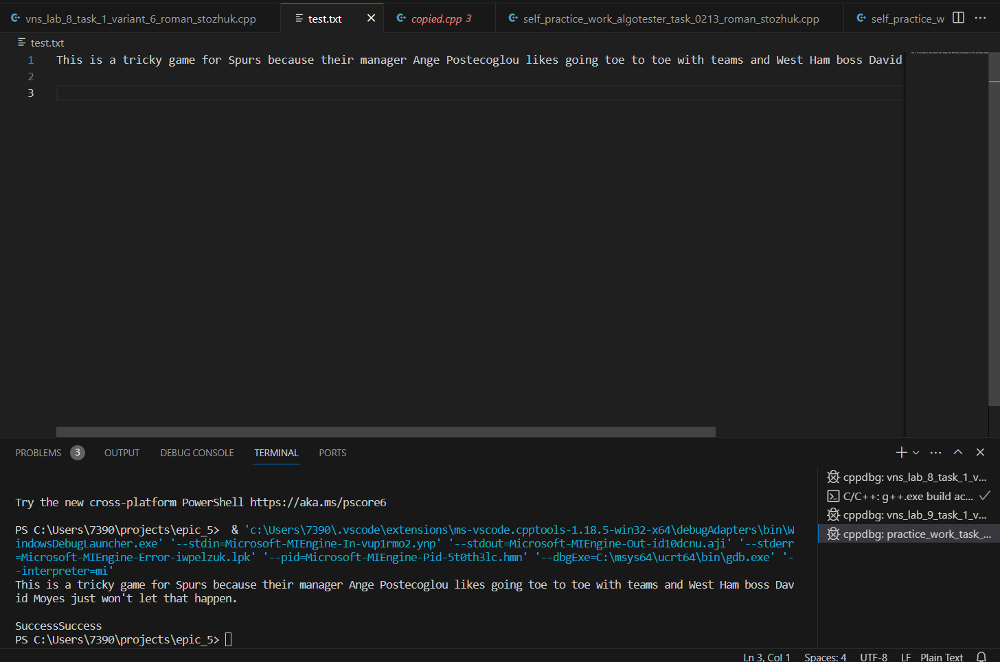 vns_lab_8_task_1_variant_6_roman_stozhuk.cpp test.txt copied.cpp 3 self_practice_work_algotester_task_0213_roman_stozhuk.cpp self_practice_w
test.txt
1 This is a tricky game for Spurs because their manager Ange Postecoglou likes going toe to toe with teams and West Ham boss David
2
3
PROBLEMS 3 OUTPUT DEBUG CONSOLE TERMINAL PORTS
Try the new cross-platform PowerShell https://aka.ms/pscore6
PS C:\Users\7390\projects\epic_5>  & 'c:\Users\7390\.vscode\extensions\ms-vscode.cpptools-1.18.5-win32-x64\debugAdapters\bin\W
indowsDebugLauncher.exe' '--stdin=Microsoft-MIEngine-In-vup1rmo2.ynp' '--stdout=Microsoft-MIEngine-Out-id10dcnu.aji' '--stderr
=Microsoft-MIEngine-Error-iwpelzuk.lpk' '--pid=Microsoft-MIEngine-Pid-5t0th3lc.hmn' '--dbgExe=C:\msys64\ucrt64\bin\gdb.exe' '-
-interpreter=mi'
This is a tricky game for Spurs because their manager Ange Postecoglou likes going toe to toe with teams and West Ham boss Dav
id Moyes just won't let that happen.
SuccessSuccess
PS C:\Users\7390\projects\epic_5>
cppdbg: vns_lab_8_task_1_v...
C/C++: g++.exe build ac...
cppdbg: vns_lab_9_task_1_v...
cppdbg: practice_work_task_...
Ln 3, Col 1 Spaces: 4 UTF-8 LF Plain Text